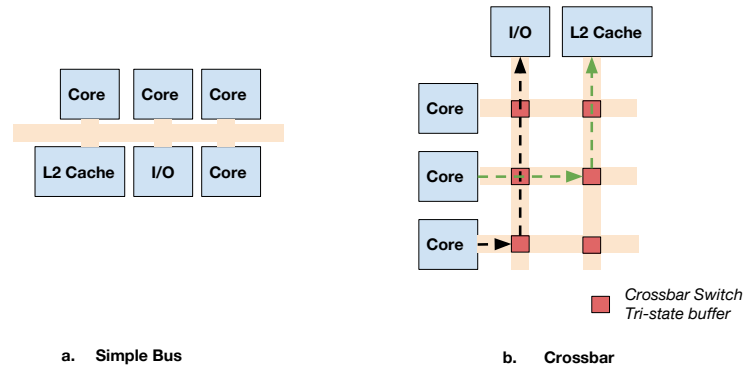 I/O
L2 Cache
Core
Core
Core
Core
L2 Cache
I/O
Core
Core
Core
Crossbar Switch
Tri-state buffer
a. Simple Bus
b. Crossbar